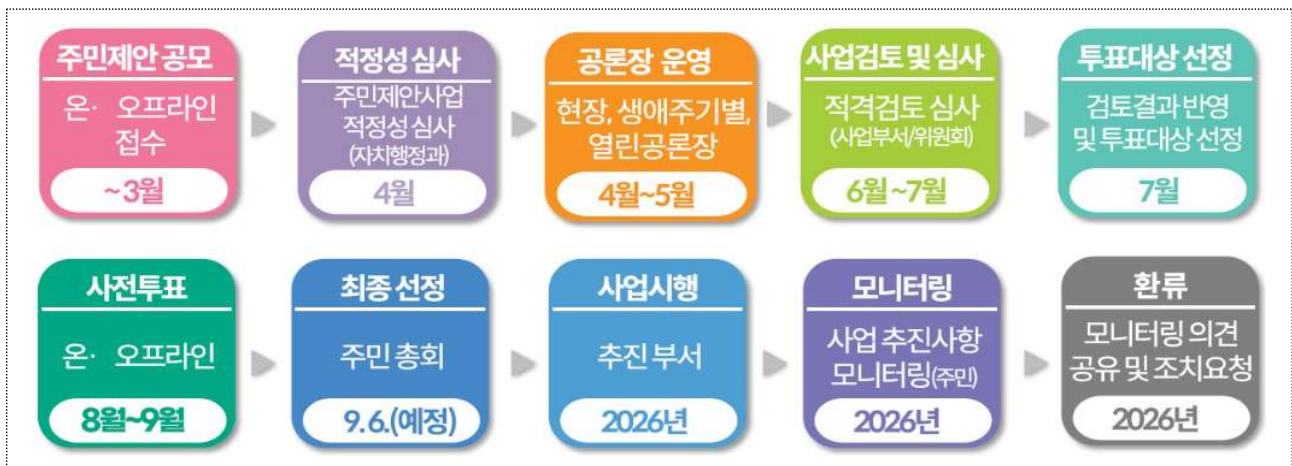 주민제안 공모
온· 오프라인
접수
~3월
적정성 심사
주민제안사업
적정성 심사
(자치행정과)
4월
공론장 운영
현장, 생애주기별,
열린공론장
4월~5월
사업검토 및 심사
적격검토 심사
(사업부서/위원회)
6월~7월
투표대상 선정
검토결과 반영
및 투표대상 선정
7월
사전투표
온· 오프라인
8월~9월
최종 선정
주민 총회
9.6.(예정)
사업시행
추진 부서
2026년
모니터링
사업 추진사항
모니터링(주민)
2026년
환류
모니터링 의견
공유 및 조치요청
2026년